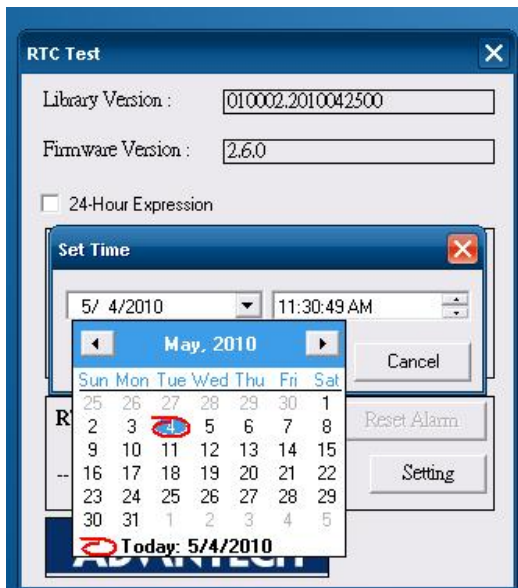 RTC Test
Library Version : 010002.2010042500
Firmware Version : 2.6.0
24-Hour Expression
Set Time
5/ 4/2010 11:30:49 AM
May, 2010
Cancel
Sun Mon Tue Wed Thu Fri Sat
25 26 27 28 29 30 1
2 3 4 5 6 7 8
Reset Alarm
9 10 11 12 13 14 15
16 17 18 19 20 21 22
-- Setting
23 24 25 26 27 28 29
30 31 1 2 3 4 5
Today: 5/4/2010